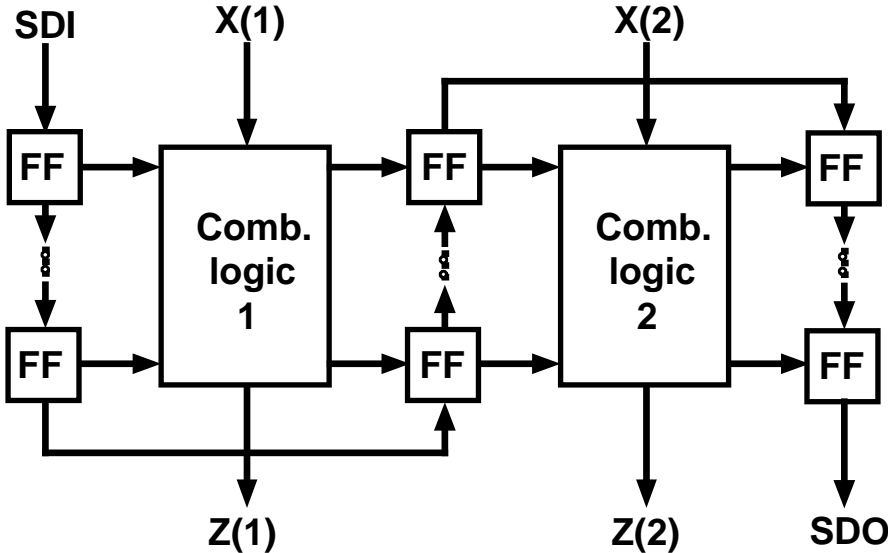 SDI
X(1)
X(2)
FF
FF
FF
Comb.
logic
1
Comb.
logic
2
FF
FF
FF
Z(1)
Z(2)
SDO